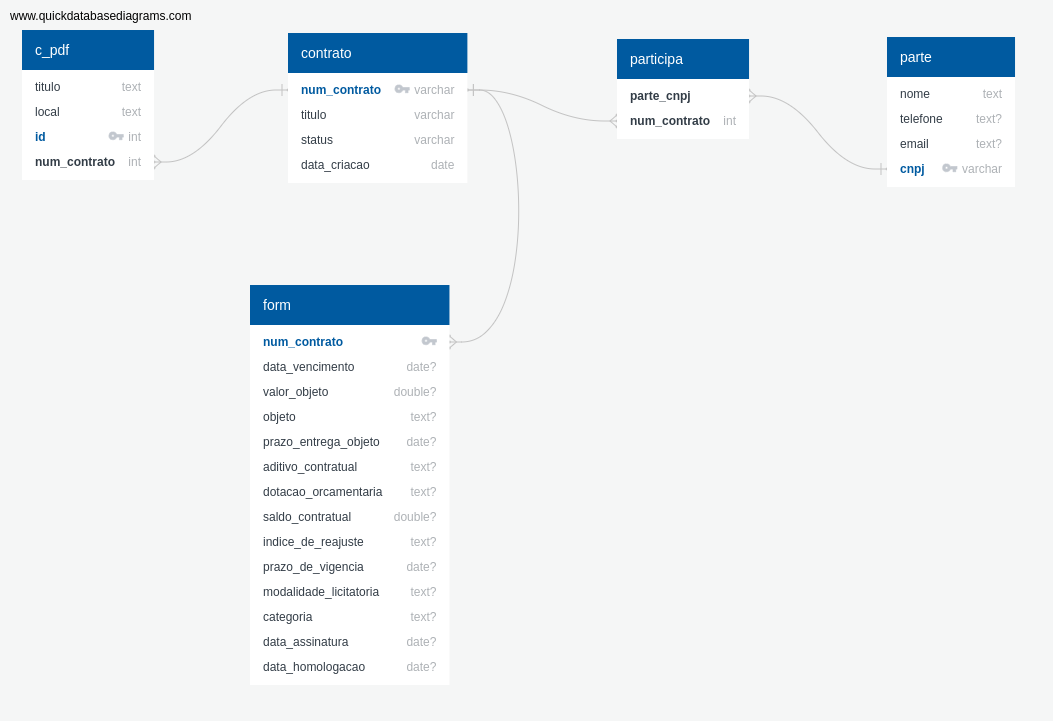 www.quickdatabasediagrams.com
c_pdf
titulo text
local text
id int
num_contrato int
contrato
num_contrato varchar
titulo varchar
status varchar
data_criacao date
participa
parte_cnpj
num_contrato int
parte
nome text
telefone text?
email text?
cnpj varchar
form
num_contrato
data_vencimento date?
valor_objeto double?
objeto text?
prazo_entrega_objeto date?
aditivo_contratual text?
dotacao_orcamentaria text?
saldo_contratual double?
indice_de_reajuste text?
prazo_de_vigencia date?
modalidade_licitatoria text?
categoria text?
data_assinatura date?
data_homologacao date?